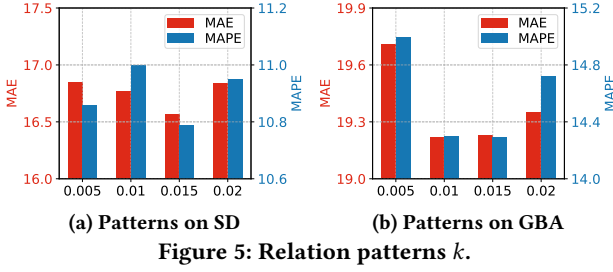 17.5
17.0
16.5
16.0
MAE
MAE
MAPE
11.2
11.0
10.8
10.6
MAPE
0.005 0.01 0.015 0.02
(a) Patterns on SD
19.9
19.6
19.3
19.0
MAE
MAE
MAPE
15.2
14.8
14.4
14.0
MAPE
0.005 0.01 0.015 0.02
(b) Patterns on GBA
Figure 5: Relation patterns k.